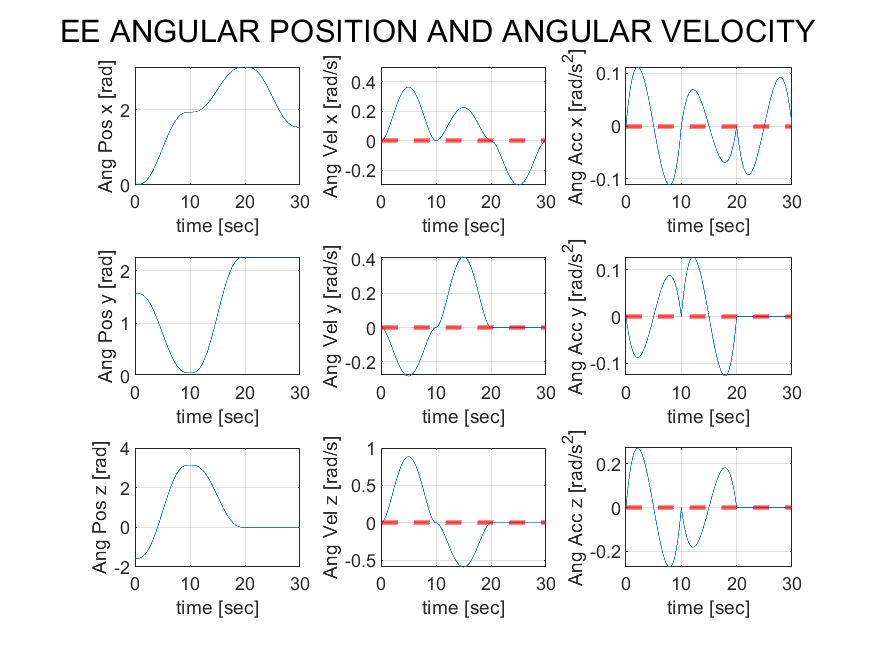 EE ANGULAR POSITION AND ANGULAR VELOCITY
Ang Pos x [rad]
2
0
0 10 20 30
time [sec]
Ang Vel x [rad/s]
0.4
0.2
0
-0.2
0 10 20 30
time [sec]
Ang Acc x [rad/s²]
0.1
0
-0.1
0 10 20 30
time [sec]
Ang Pos y [rad]
2
1
0
0 10 20 30
time [sec]
Ang Vel y [rad/s]
0.4
0.2
0
-0.2
0 10 20 30
time [sec]
Ang Acc y [rad/s²]
0.1
0
-0.1
0 10 20 30
time [sec]
Ang Pos z [rad]
4
2
0
-2
0 10 20 30
time [sec]
Ang Vel z [rad/s]
1
0.5
0
-0.5
0 10 20 30
time [sec]
Ang Acc z [rad/s²]
0.2
0
-0.2
0 10 20 30
time [sec]